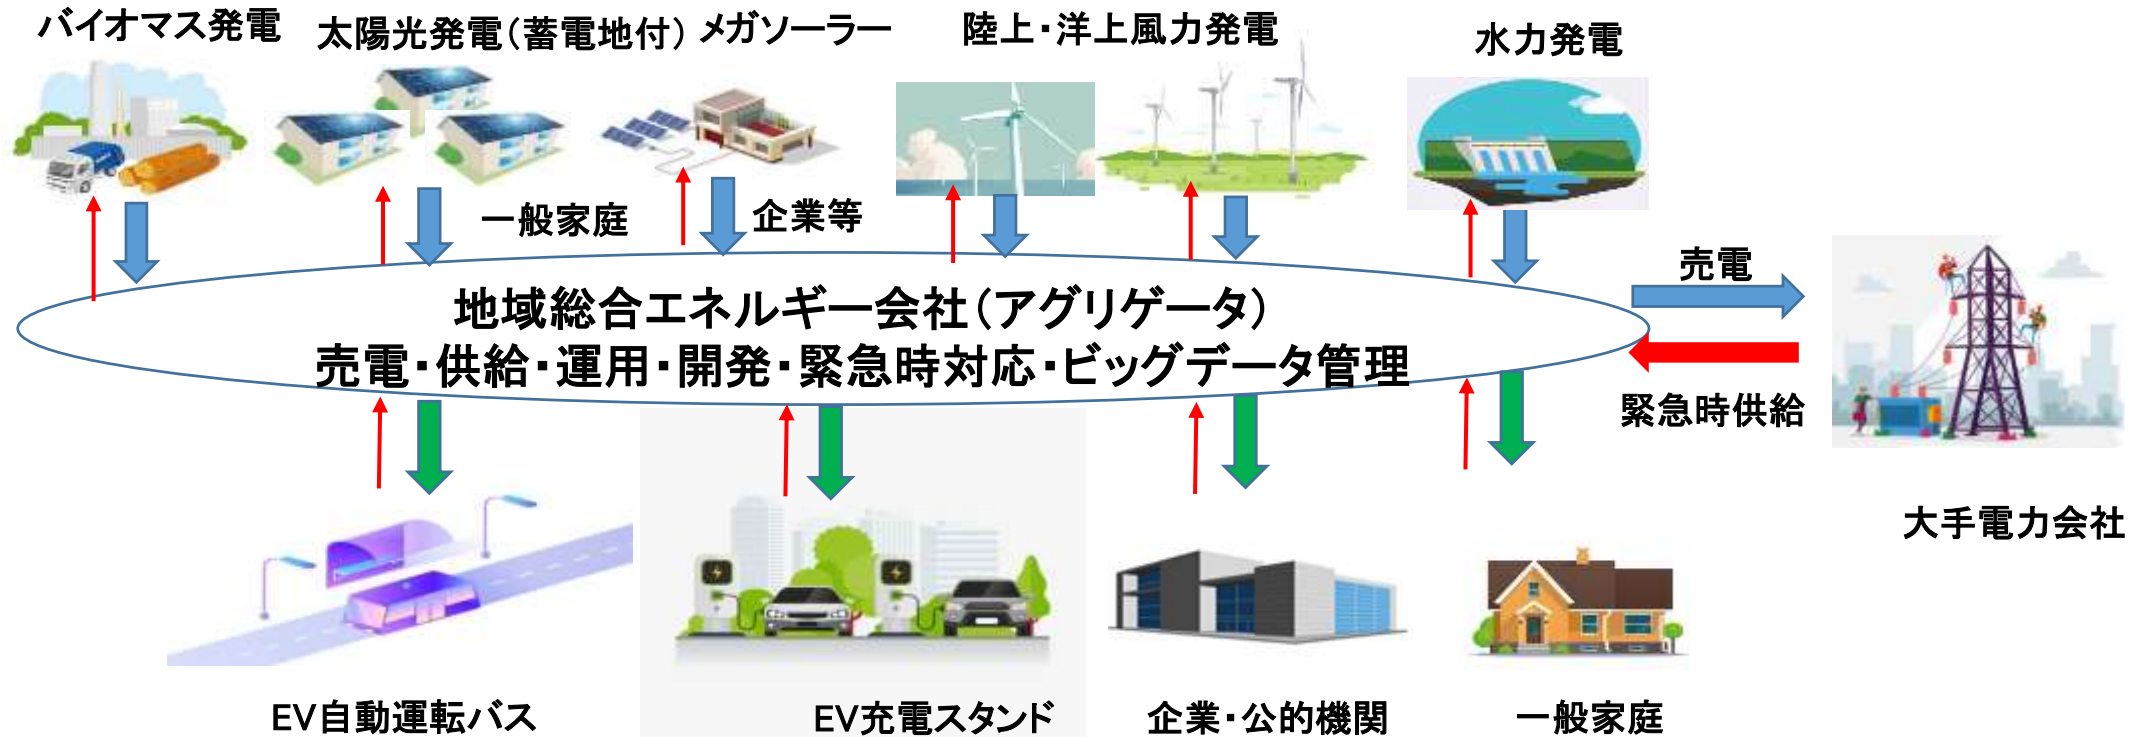 バイオマス発電
太陽光発電(蓄電地付)
メガソーラー
陸上・洋上風力発電
水力発電
一般家庭
企業等
売電
地域総合エネルギー会社(アグリゲータ)
売電・供給・運用・開発・緊急時対応・ビッグデータ管理
緊急時供給
大手電力会社
EV自動運転バス
EV充電スタンド
企業・公的機関
一般家庭